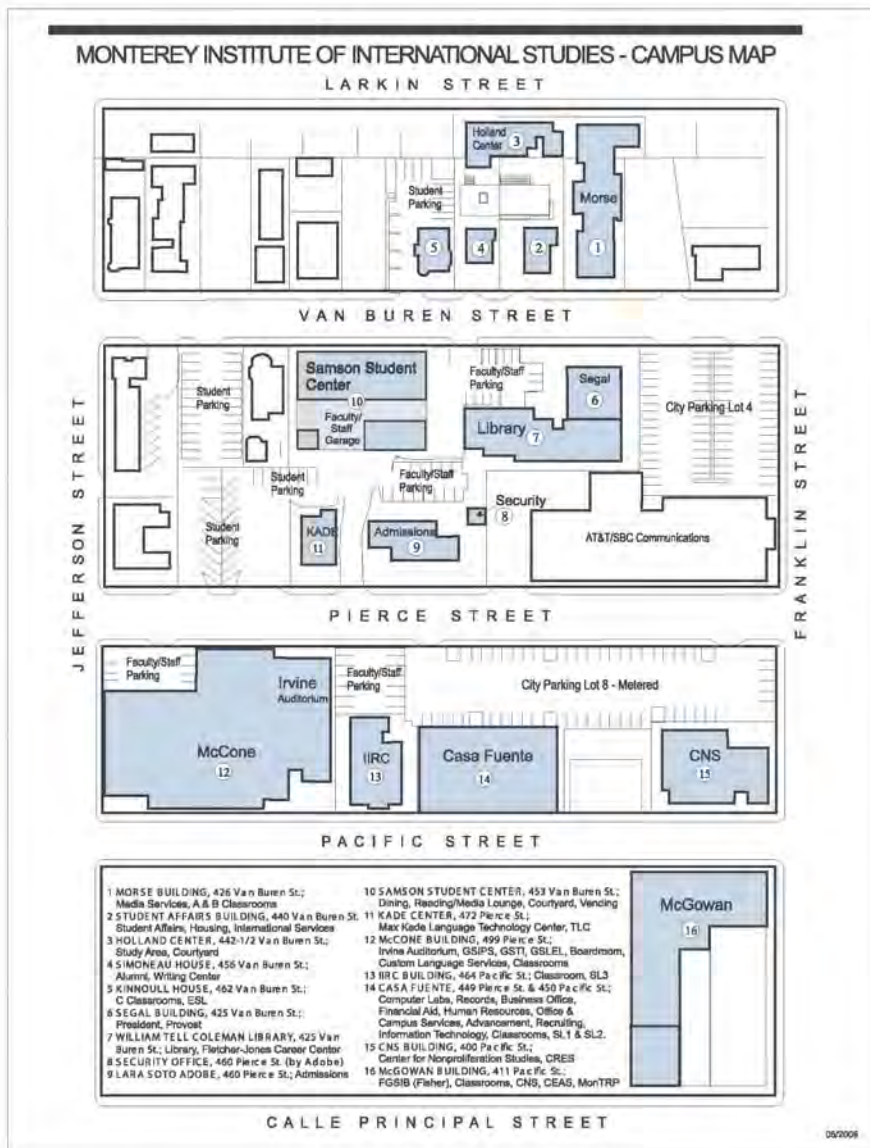 MONTEREY INSTITUTE OF INTERNATIONAL STUDIES - CAMPUS MAP
LARKIN STREET
Holland
Center
3
Student
Parking
Morse
5
4
2
1
VAN BUREN STREET
JEFFERSON STREET
FRANKLIN STREET
Samson Student
Center
10
Faculty/
Staff
Garage
Student
Parking
Faculty/Staff
Parking
Segal
6
Library
7
City Parking Lot 4
Student
Parking
Faculty/Staff
Parking
Security
8
Student
Parking
KADE
11
Admissions
9
AT&T/SBC Communications
PIERCE STREET
Faculty/Staff
Parking
Irvine
Auditorium
Faculty/Staff
Parking
City Parking Lot 8 - Metered
McCone
12
IIRC
13
Casa Fuente
14
CNS
15
PACIFIC STREET
1 MORSE BUILDING, 426 Van Buren St.;
Media Services, A & B Classrooms
2 STUDENT AFFAIRS BUILDING, 440 Van Buren St.
Student Affairs, Housing, International Services
3 HOLLAND CENTER, 442-1/2 Van Buren St.;
Study Area, Courtyard
4 SIMONEAU HOUSE, 456 Van Buren St.;
Alumni, Writing Center
5 KINNOULL HOUSE, 462 Van Buren St.;
C Classrooms, ESL
6 SEGAL BUILDING, 425 Van Buren St.;
President, Provost
7 WILLIAM TELL COLEMAN LIBRARY, 425 Van
Buren St.; Library, Fletcher-Jones Career Center
8 SECURITY OFFICE, 460 Pierce St. (by Adobe)
9 LARA SOTO ADOBE, 460 Pierce St.; Admissions
10 SAMSON STUDENT CENTER, 453 Van Buren St.;
Dining, Reading/Media Lounge, Courtyard, Vending
11 KADE CENTER, 472 Pierce St.;
Max Kade Language Technology Center, TLC
12 McCONE BUILDING, 499 Pierce St.;
Irvine Auditorium, GSIPS, GSTI, GSLEL, Boardroom,
Custom Language Services, Classrooms
13 IIRC BUILDING, 464 Pacific St.; Classroom, SL3
14 CASA FUENTE, 449 Pierce St. & 450 Pacific St.;
Computer Labs, Records, Business Office,
Financial Aid, Human Resources, Office &
Campus Services, Advancement, Recruiting,
Information Technology, Classrooms, SL1 & SL2.
15 CNS BUILDING, 400 Pacific St.;
Center for Nonproliferation Studies, CRES
16 McGOWAN BUILDING, 411 Pacific St.;
FGSIB (Fisher), Classrooms, CNS, CEAS, MonTRP
McGowan
16
CALLE PRINCIPAL STREET